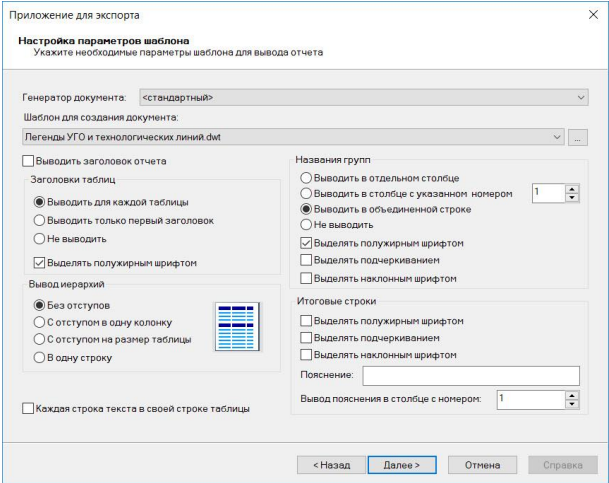 Приложение для экспорта
Настройка параметров шаблона
Укажите необходимые параметры шаблона для вывода отчета
Генератор документа: <стандартный>
Шаблон для создания документа:
Легенды УГО и технологических линий.dwt ...
Выводить заголовок отчета
Заголовки таблиц
Выводить для каждой таблицы
Выводить только первый заголовок
Не выводить
Выделять полужирным шрифтом
Вывод иерархий
Без отступов
С отступом в одну колонку
С отступом на размер таблицы
В одну строку
Каждая строка текста в своей строке таблицы
Названия групп
Выводить в отдельном столбце
Выводить в столбце с указанном номером 1
Выводить в объединенной строке
Не выводить
Выделять полужирным шрифтом
Выделять подчеркиванием
Выделять наклонным шрифтом
Итоговые строки
Выделять полужирным шрифтом
Выделять подчеркиванием
Выделять наклонным шрифтом
Пояснение:
Вывод пояснения в столбце с номером: 1
< Назад Далее > Отмена Справка